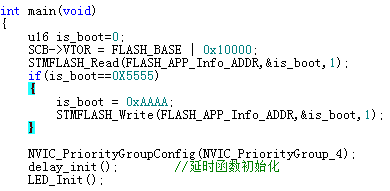 int main(void)
{
u16 is_boot=0;
SCB->VTOR = FLASH_BASE | 0x10000;
STMFLASH_Read(FLASH_APP_Info_ADDR,&is_boot,1);
if(is_boot==0X5555)
{
is_boot = 0xAAAA;
STMFLASH_Write(FLASH_APP_Info_ADDR,&is_boot,1);
}
NVIC_PriorityGroupConfig(NVIC_PriorityGroup_4);
delay_init(); //延时函数初始化
LED_Init();